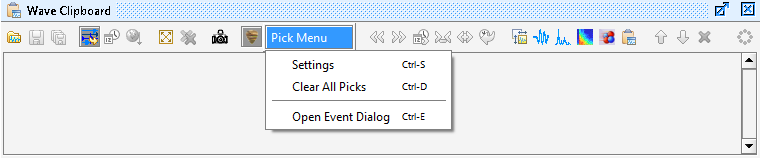 Wave Clipboard
Pick Menu
Settings Ctrl-S
Clear All Picks Ctrl-D
Open Event Dialog Ctrl-E